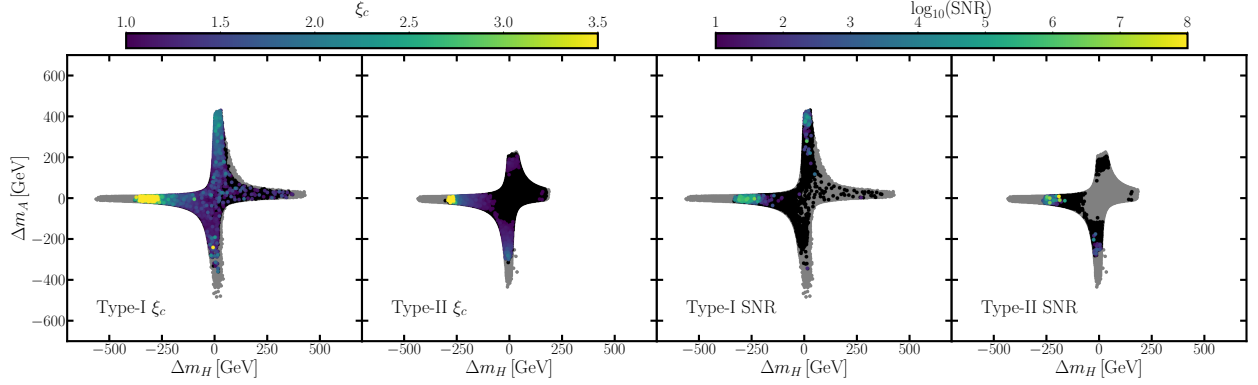 ξc
log10(SNR)
1.0 1.5 2.0 2.5 3.0 3.5
1 2 3 4 5 6 7 8
600
400
200
0
−200
−400
−600
ΔmA [GeV]
Type-I ξc
Type-II ξc
Type-I SNR
Type-II SNR
−500 −250 0 250 500
−500 −250 0 250 500
−500 −250 0 250 500
−500 −250 0 250 500
ΔmH [GeV]
ΔmH [GeV]
ΔmH [GeV]
ΔmH [GeV]